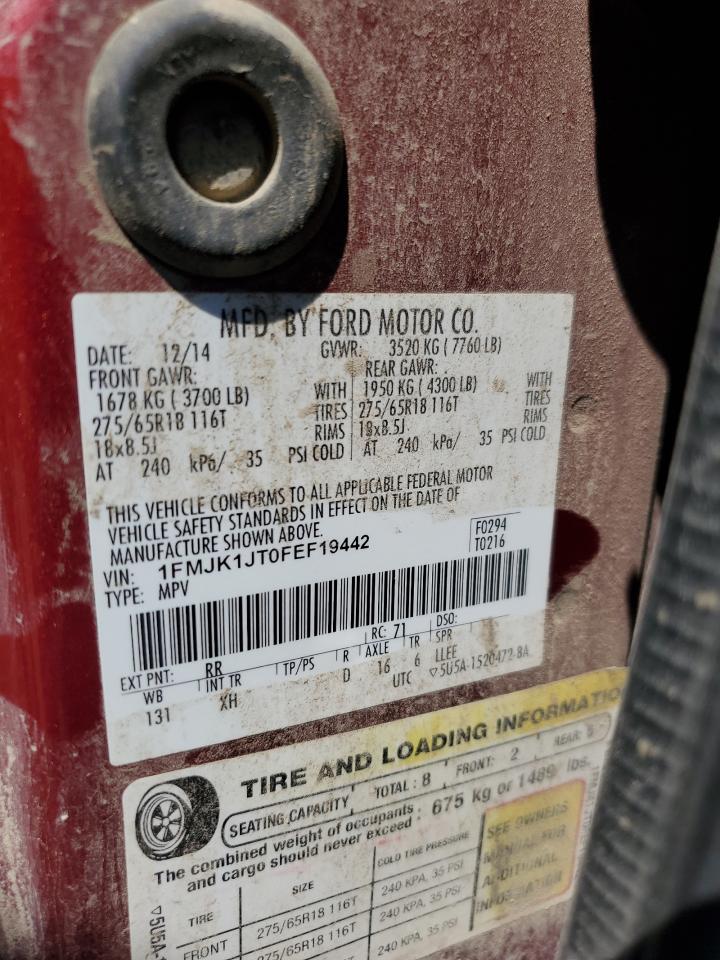 MFD. BY FORD MOTOR CO.
DATE: 12/14 GVWR: 3520 KG ( 7760 LB)
FRONT GAWR: REAR GAWR:
1678 KG ( 3700 LB) WITH 1950 KG ( 4300 LB) WITH
275/65R18 116T TIRES 275/65R18 116T TIRES
18x8.5J RIMS 18x8.5J RIMS
AT 240 kPa/ 35 PSI COLD AT 240 kPa/ 35 PSI COLD
THIS VEHICLE CONFORMS TO ALL APPLICABLE FEDERAL MOTOR
VEHICLE SAFETY STANDARDS IN EFFECT ON THE DATE OF
MANUFACTURE SHOWN ABOVE. F0294
VIN: 1FMJK1JT0FEF19442 T0216
TYPE: MPV
EXT PNT: RR RC: 71 DSO:
WB INT TR TP/PS R AXLE TR SPR
131 XH D 16 6 LLEE
UTC ▽5U5A-1520472-BA
TIRE AND LOADING INFORMATION
SEATING CAPACITY TOTAL : 8 FRONT: 2 REAR:
The combined weight of occupants 675 kg or 1489 lbs.
and cargo should never exceed :
TIRE SIZE COLD TIRE PRESSURE SEE OWNERS
MANUAL FOR
ADDITIONAL
INFORMATION
FRONT 275/65R18 116T 240 KPA, 35 PSI
275/65R18 116T 240 KPA, 35 PSI
240 KPA, 35 PSI
▽5U5A-